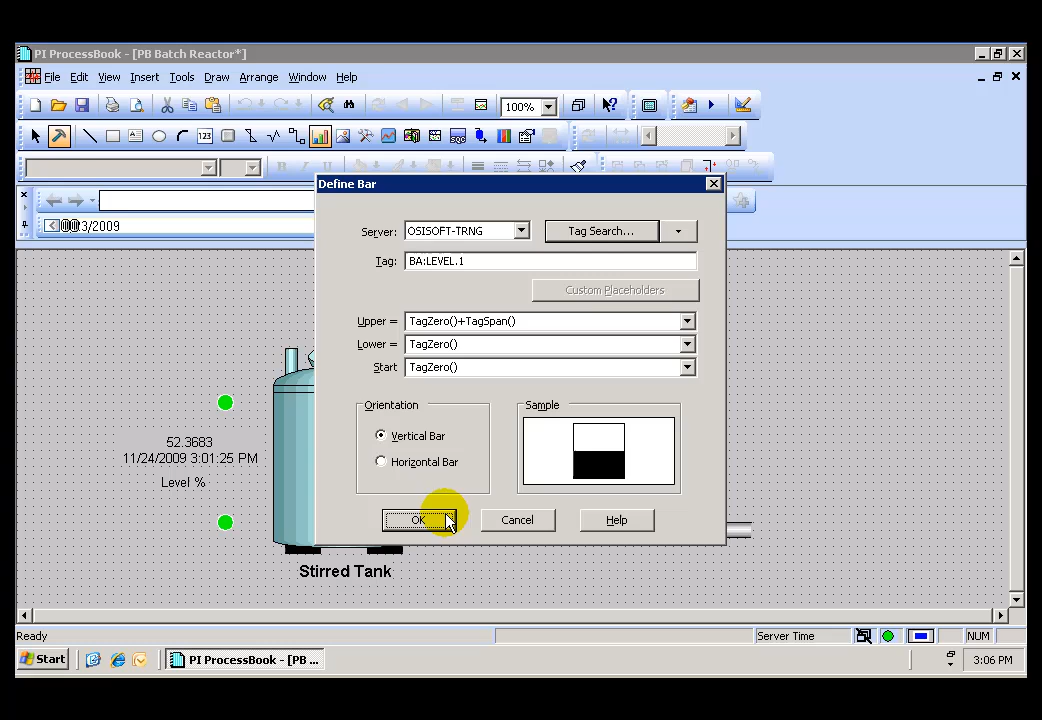 PI ProcessBook - [PB Batch Reactor*]
File Edit View Insert Tools Draw Arrange Window Help
100%
123
B I U
3/2009
Define Bar
Server: OSISOFT-TRNG Tag Search...
Tag: BA:LEVEL.1
Custom Placeholders
Upper = TagZero()+TagSpan()
Lower = TagZero()
Start TagZero()
Orientation
Vertical Bar
Horizontal Bar
Sample
OK Cancel Help
52.3683
11/24/2009 3:01:25 PM
Level %
Stirred Tank
Ready Server Time NUM
Start PI ProcessBook - [PB ... 3:06 PM